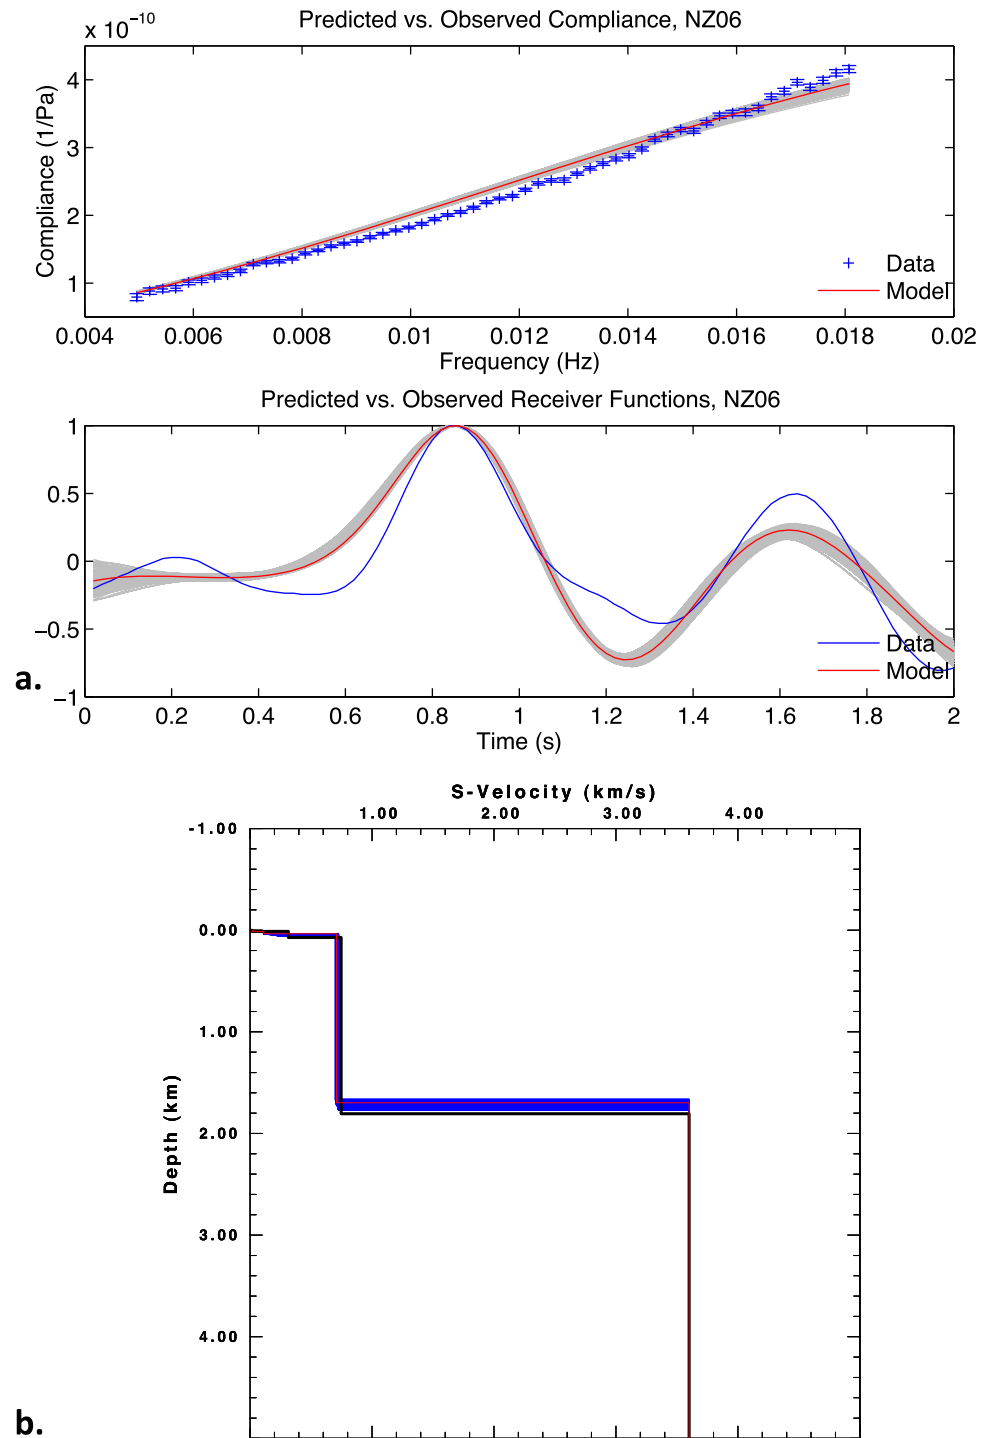 Predicted vs. Observed Compliance, NZ06
x 10⁻¹⁰
4
3
2
1
Compliance (1/Pa)
Data
Model
0.004 0.006 0.008 0.01 0.012 0.014 0.016 0.018 0.02
Frequency (Hz)
Predicted vs. Observed Receiver Functions, NZ06
1
0.5
0
−0.5
−1
Data
Model
a.
0 0.2 0.4 0.6 0.8 1 1.2 1.4 1.6 1.8 2
Time (s)
S-Velocity (km/s)
1.00 2.00 3.00 4.00
-1.00
0.00
1.00
2.00
3.00
4.00
Depth (km)
b.